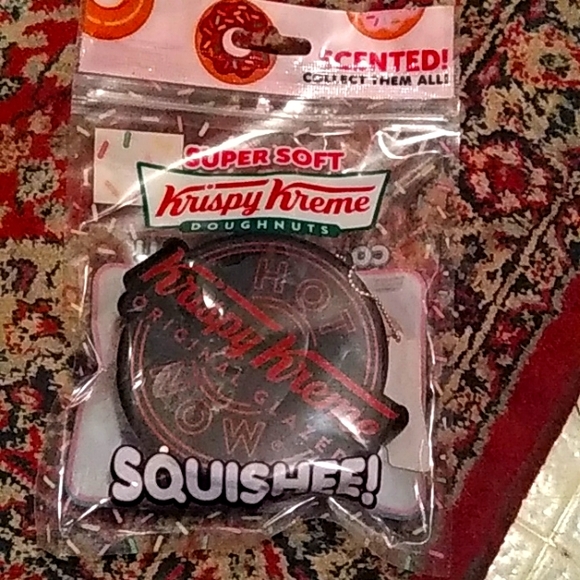 SCENTED!
COLLECT THEM ALL!
SUPER SOFT
Krispy Kreme
DOUGHNUTS
HOT
Krispy Kreme
ORIGINAL GLAZED
NOW
SQUISHEE!